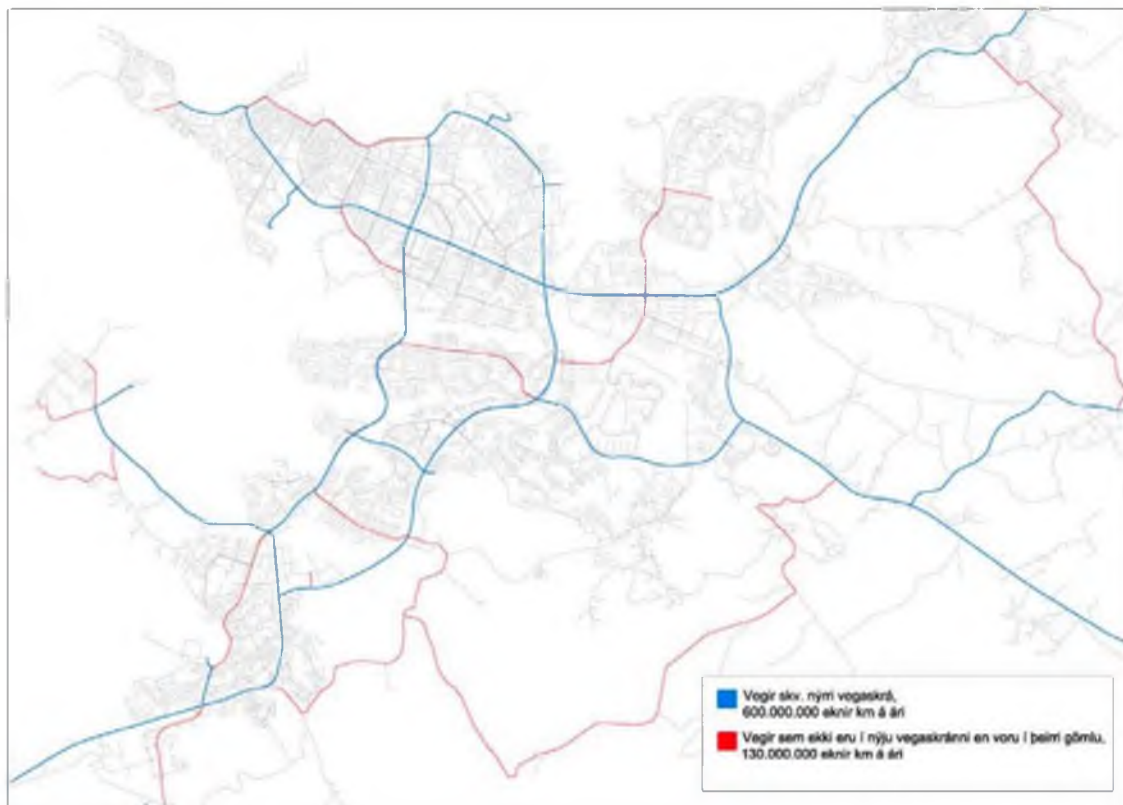 Vegir skv. nýrri vegaskrá,
600.000.000 eknir km á ári
Vegir sem ekki eru í nýju vegaskránni en voru í þeirri gömlu,
130.000.000 eknir km á ári